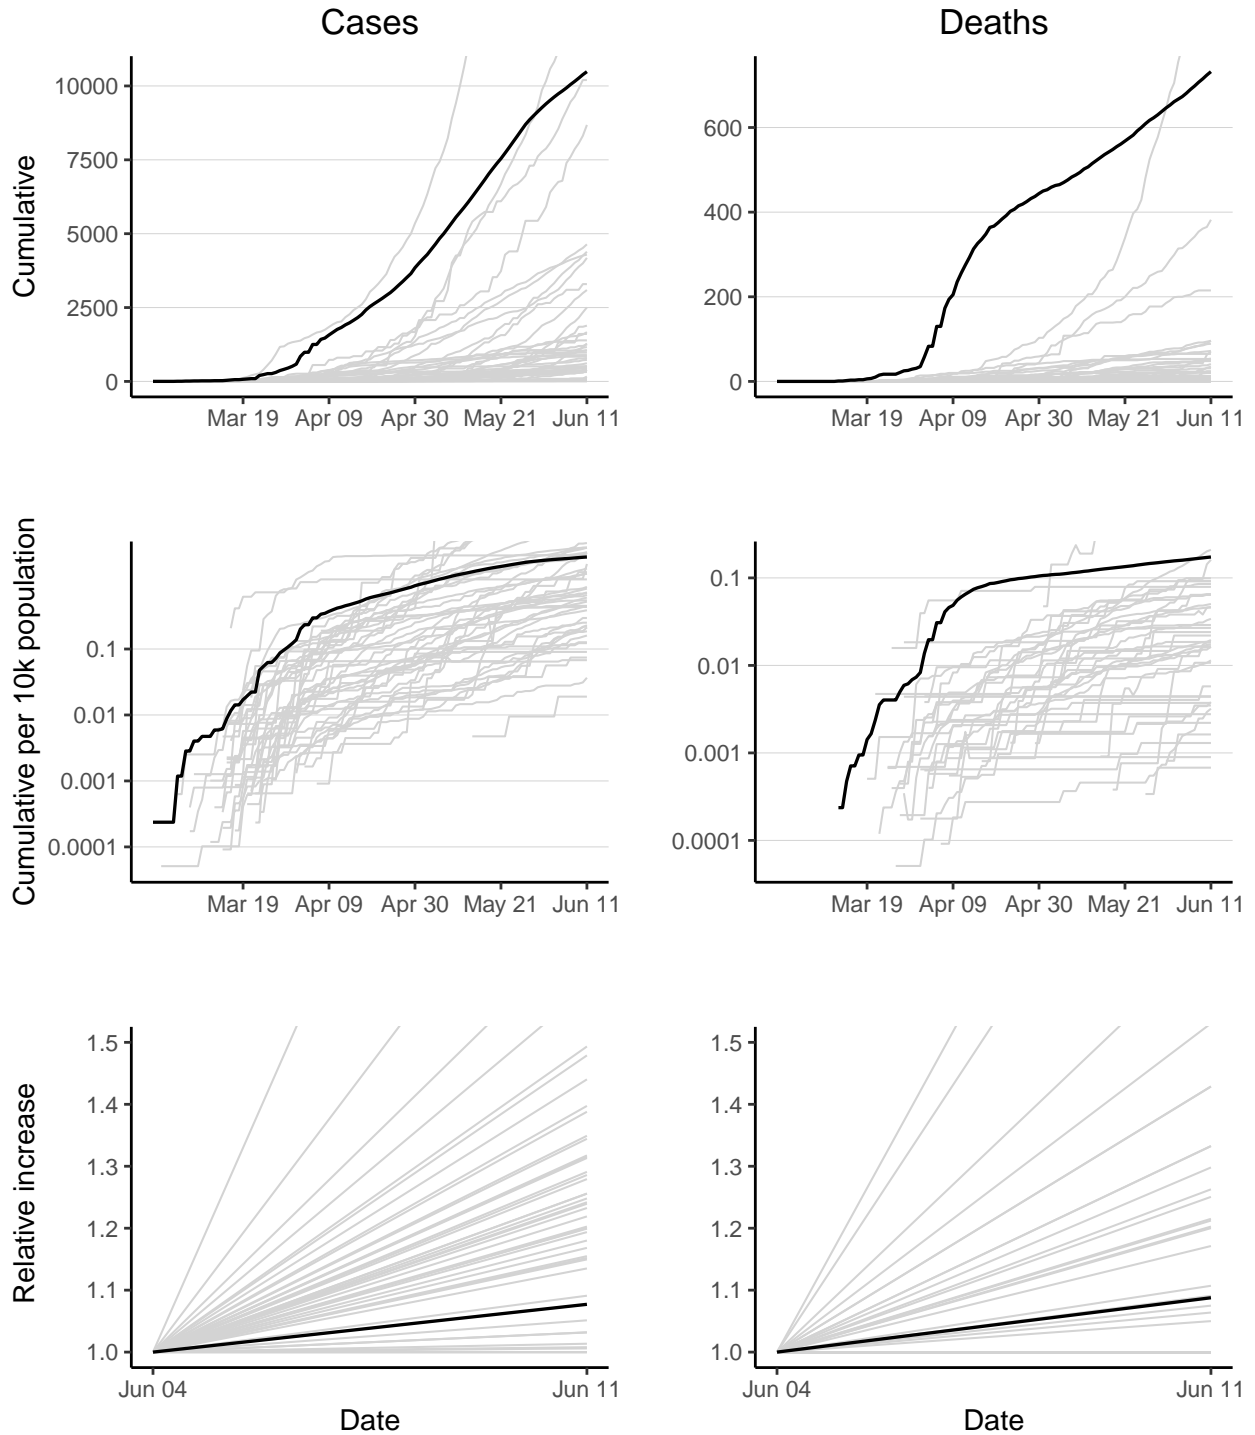 Cases Deaths
Cumulative
10000
7500
5000
2500
0
Mar 19 Apr 09 Apr 30 May 21 Jun 11
600
400
200
0
Mar 19 Apr 09 Apr 30 May 21 Jun 11
Cumulative per 10k population
0.1
0.01
0.001
0.0001
Mar 19 Apr 09 Apr 30 May 21 Jun 11
0.1
0.01
0.001
0.0001
Mar 19 Apr 09 Apr 30 May 21 Jun 11
Relative increase
1.5
1.4
1.3
1.2
1.1
1.0
Jun 04 Jun 11
Date
1.5
1.4
1.3
1.2
1.1
1.0
Jun 04 Jun 11
Date